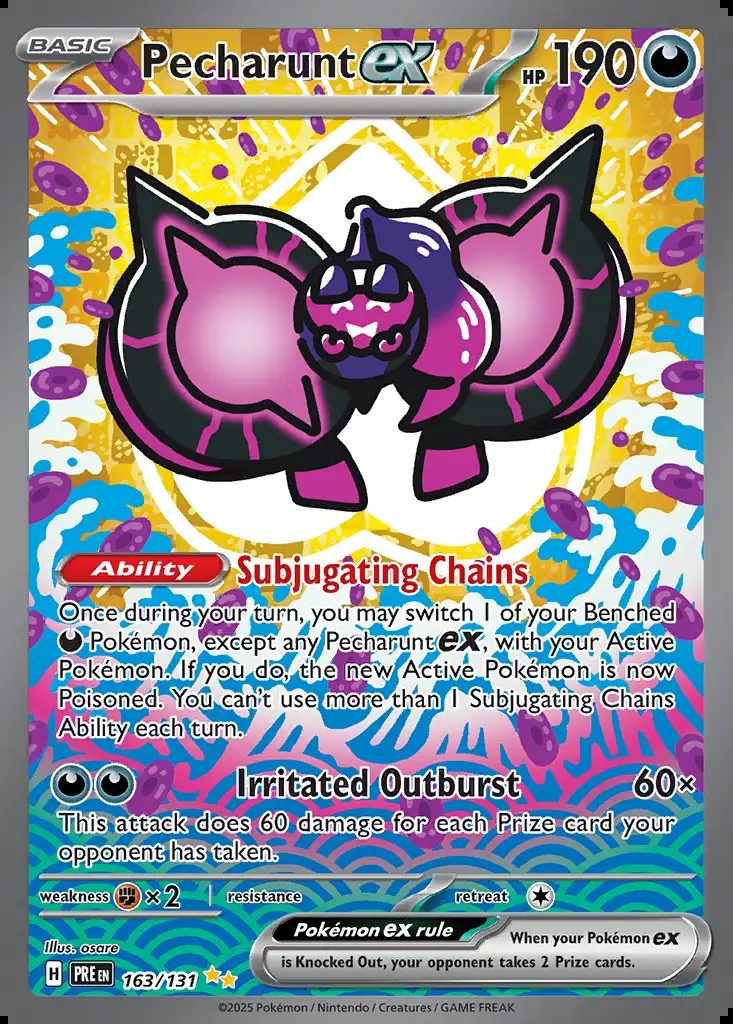 BASIC
Pecharunt ex
HP 190
Ability Subjugating Chains
Once during your turn, you may switch 1 of your Benched
Pokémon, except any Pecharunt ex, with your Active
Pokémon. If you do, the new Active Pokémon is now
Poisoned. You can't use more than 1 Subjugating Chains
Ability each turn.
Irritated Outburst 60×
This attack does 60 damage for each Prize card your
opponent has taken.
weakness ×2 resistance retreat
Pokémon ex rule
When your Pokémon ex
is Knocked Out, your opponent takes 2 Prize cards.
Illus. osare
H PRE EN 163/131
©2025 Pokémon / Nintendo / Creatures / GAME FREAK